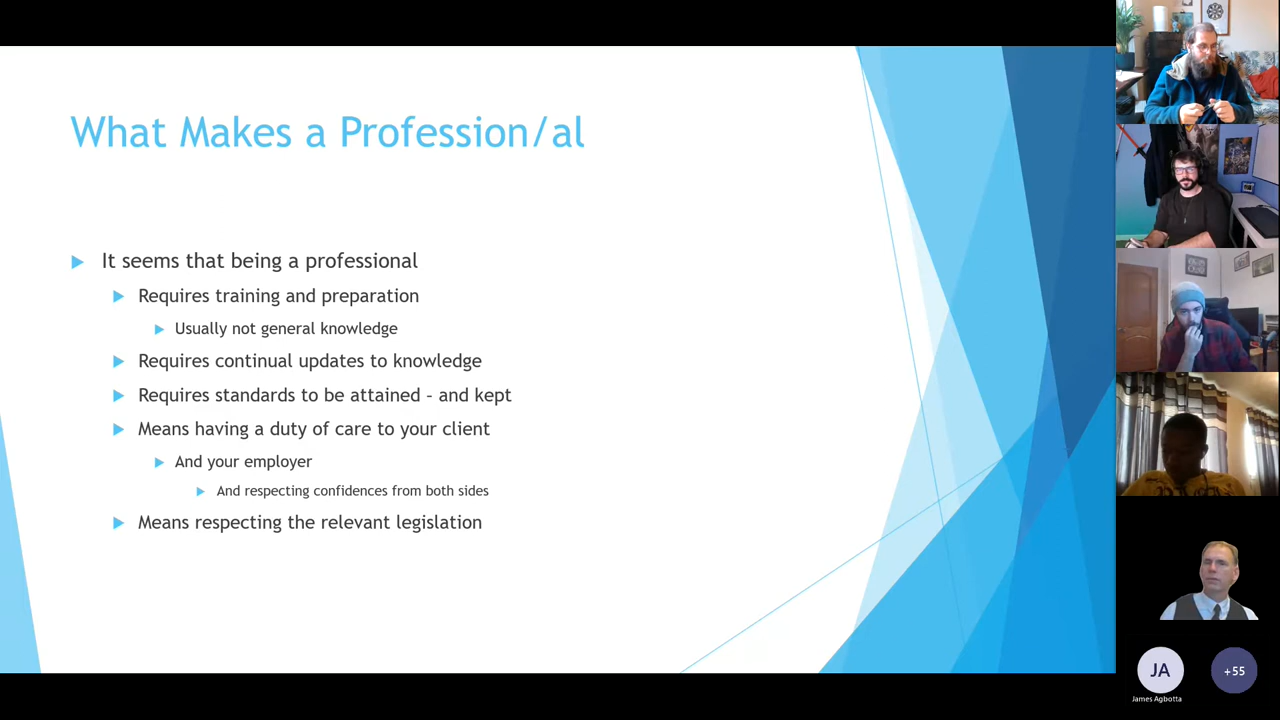 What Makes a Profession/al
It seems that being a professional
Requires training and preparation
Usually not general knowledge
Requires continual updates to knowledge
Requires standards to be attained – and kept
Means having a duty of care to your client
And your employer
And respecting confidences from both sides
Means respecting the relevant legislation
JA
+55
James Agbotta